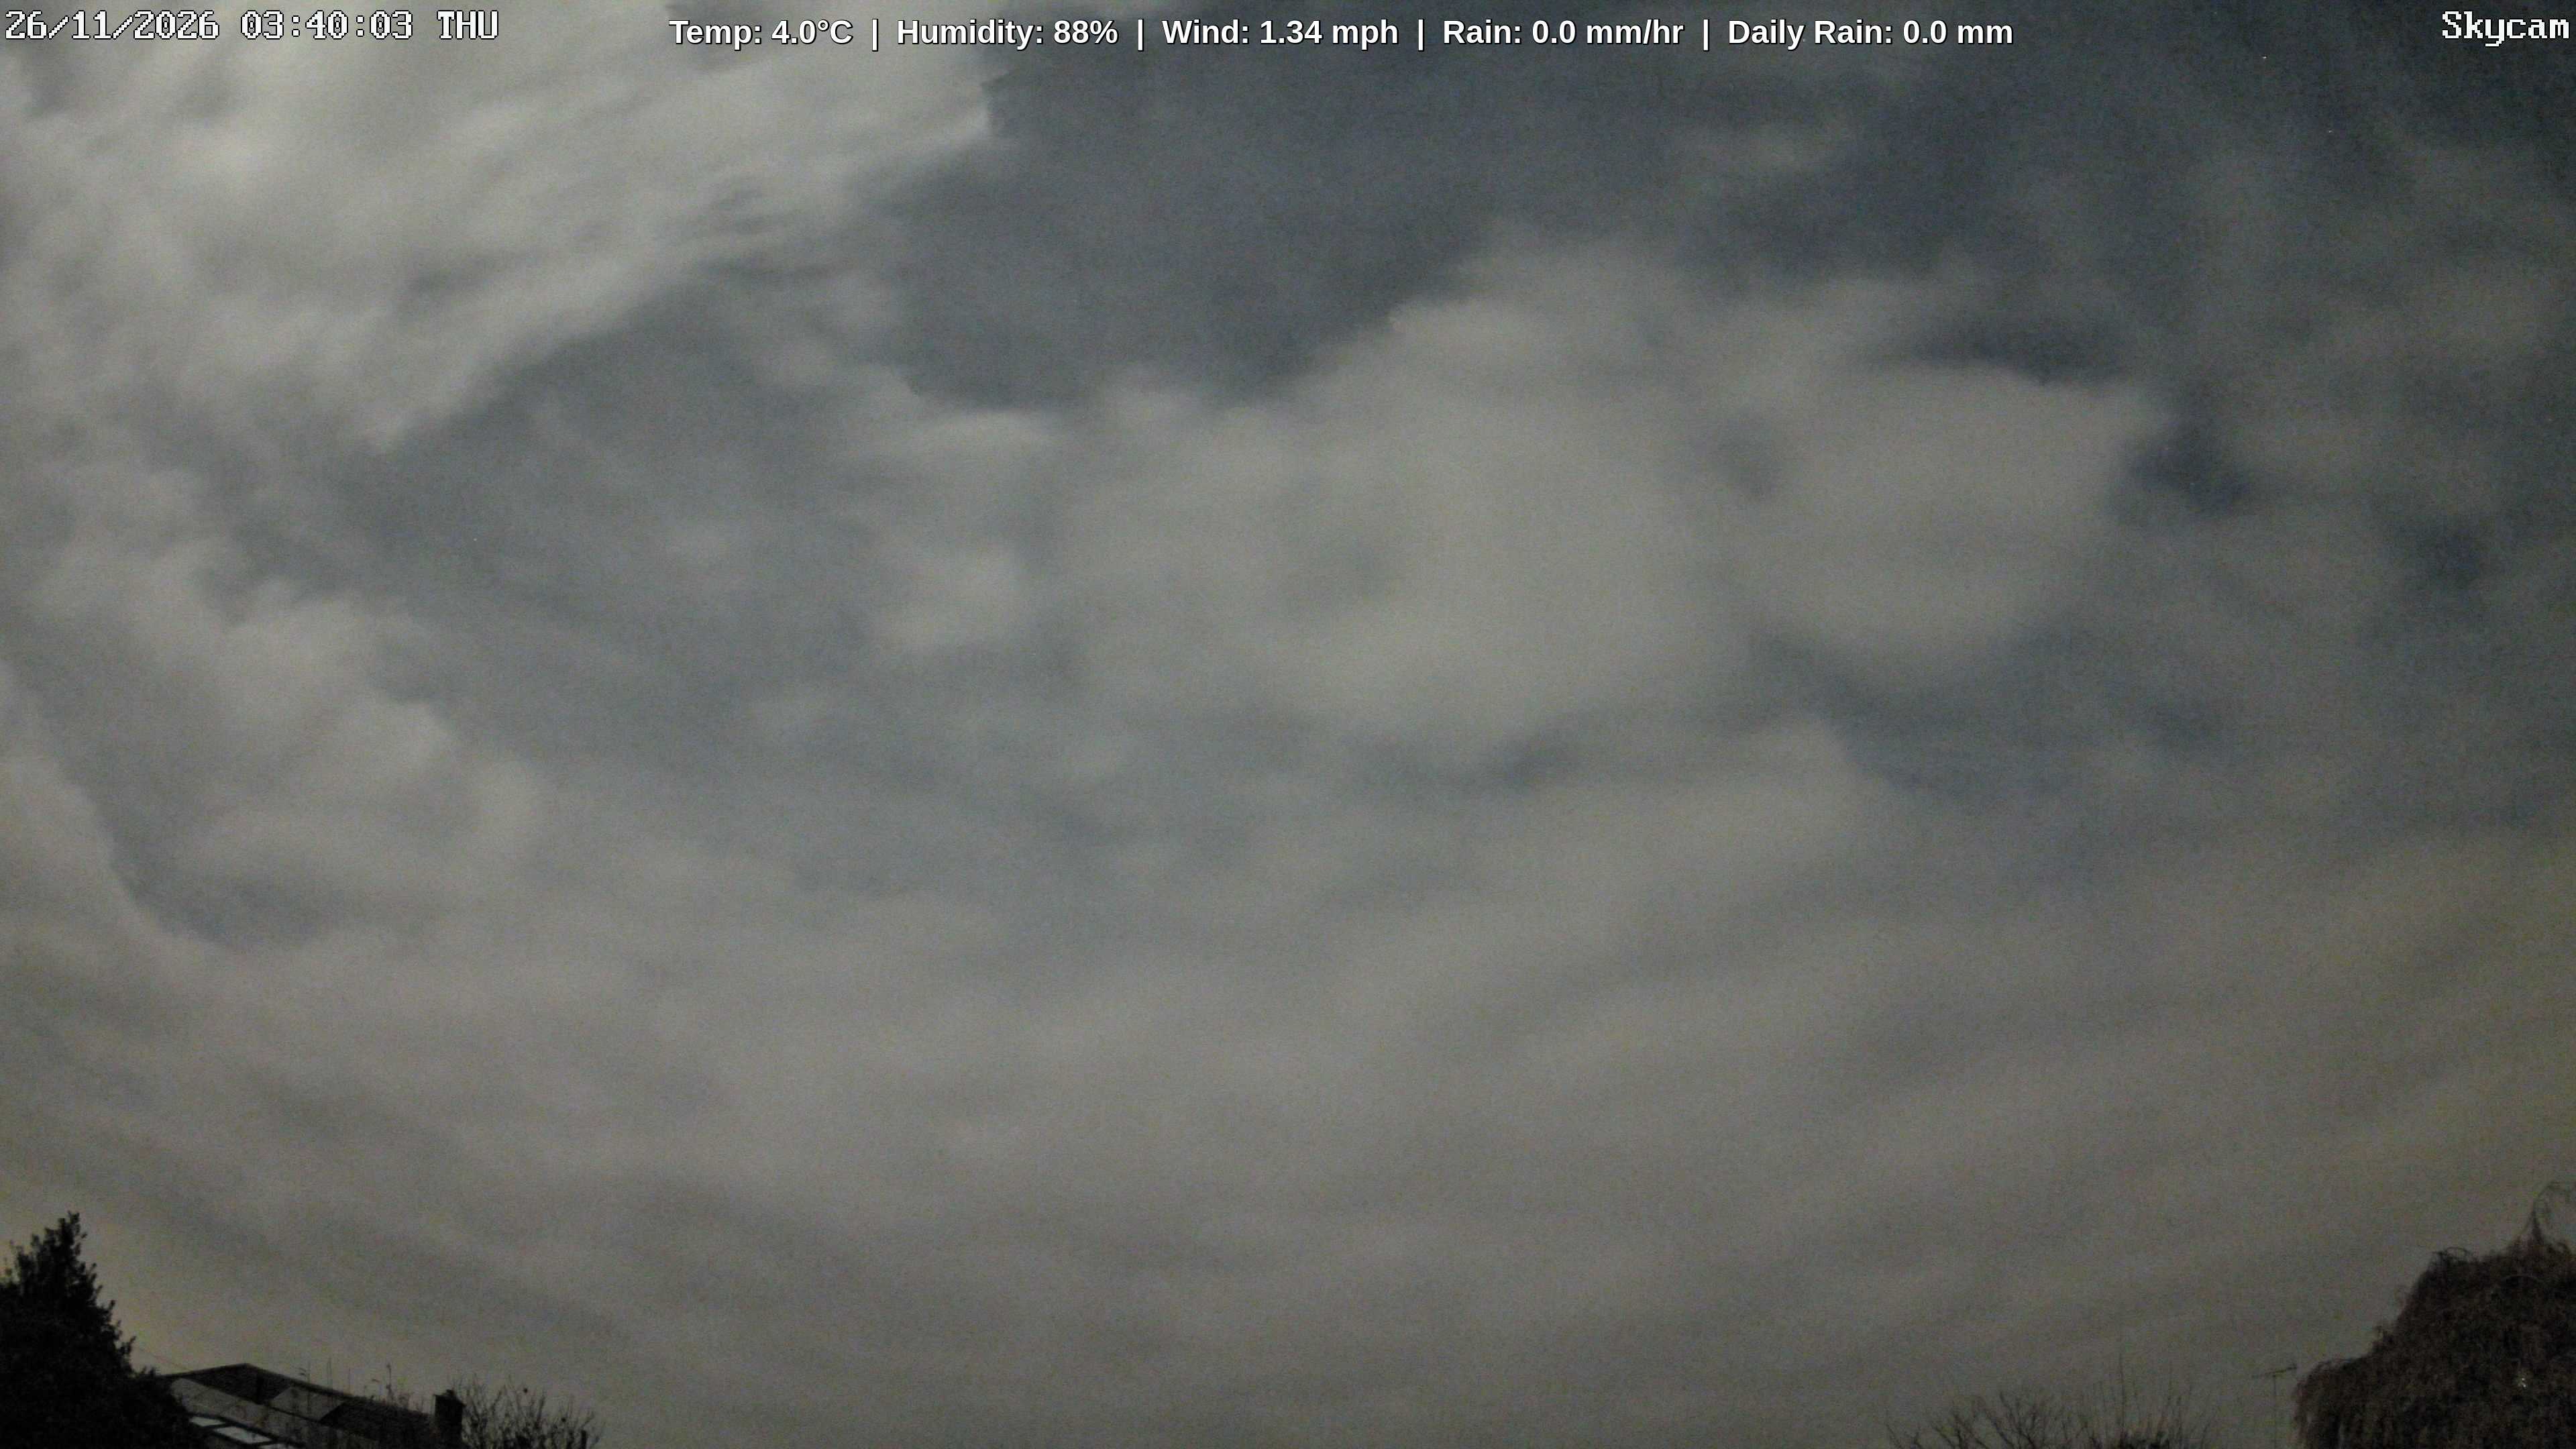 26/11/2026 03:40:03 THU
Temp: 4.0°C | Humidity: 88% | Wind: 1.34 mph | Rain: 0.0 mm/hr | Daily Rain: 0.0 mm
Skycam